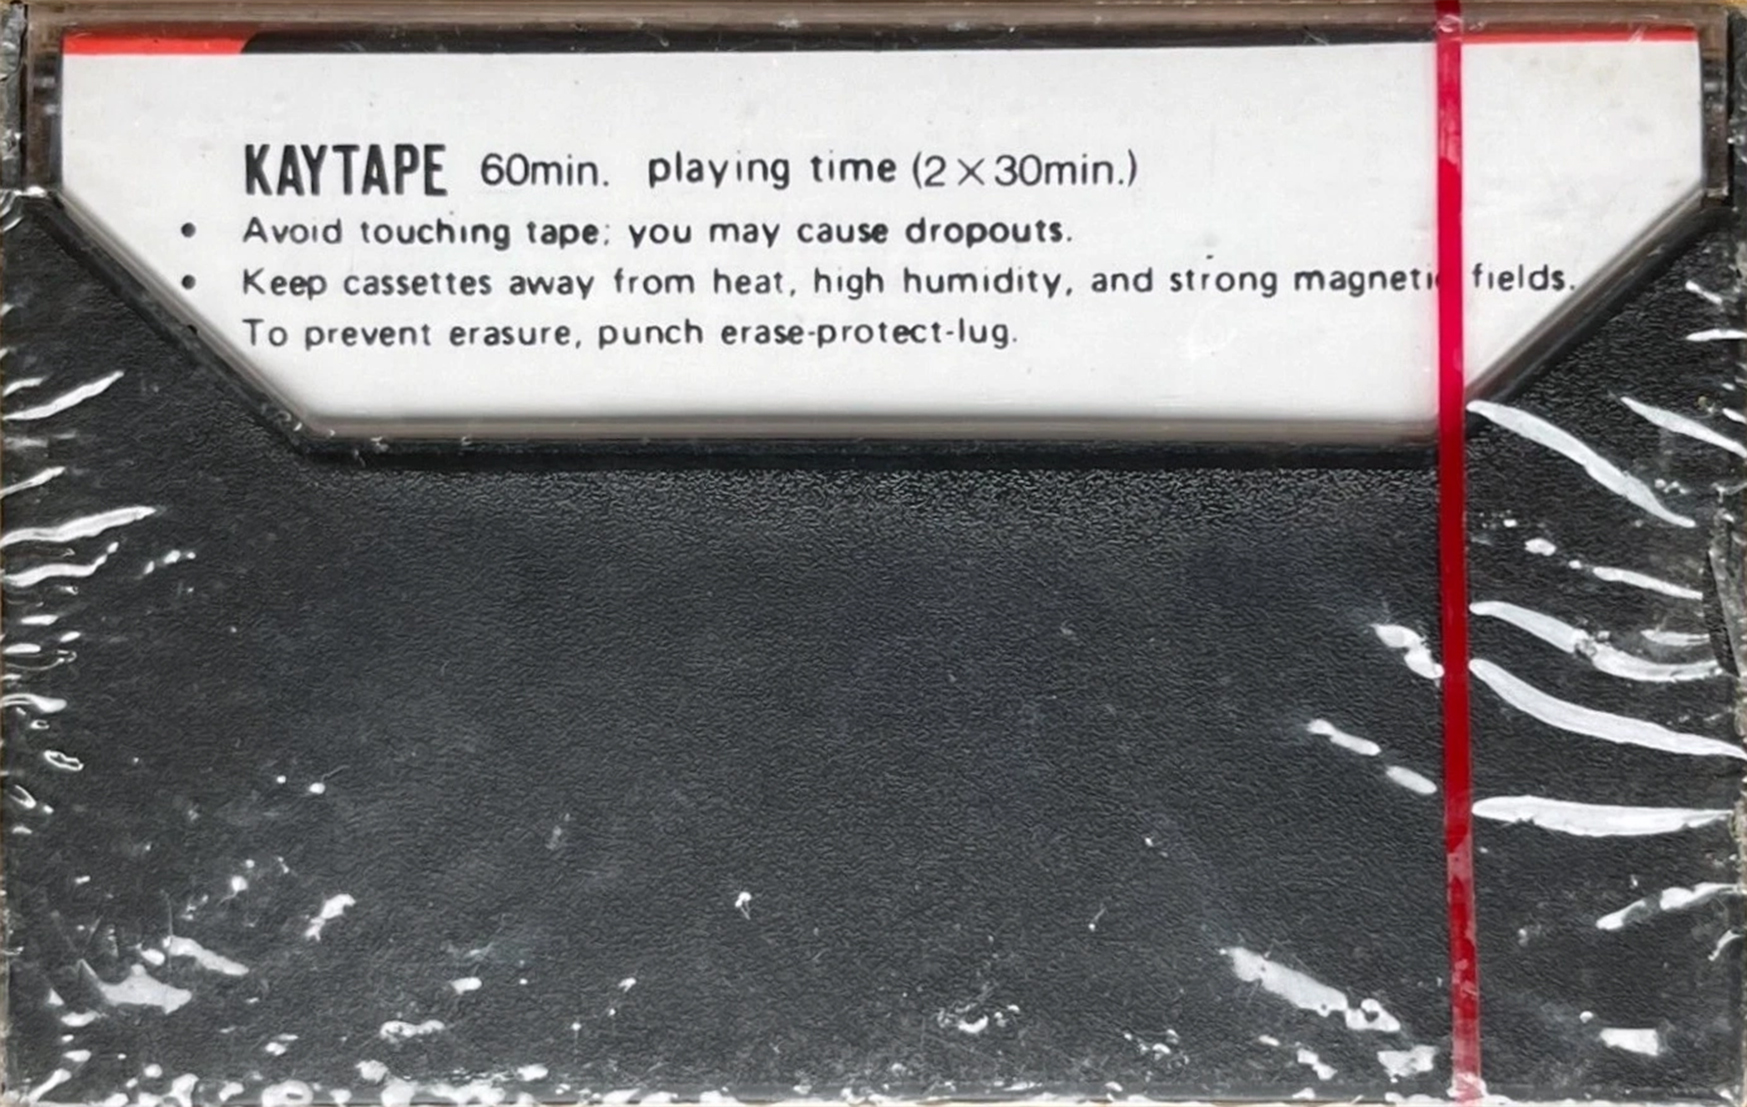 KAYTAPE 60min. playing time (2×30min.)
• Avoid touching tape; you may cause dropouts.
• Keep cassettes away from heat, high humidity, and strong magnetic fields.
To prevent erasure, punch erase-protect-lug.